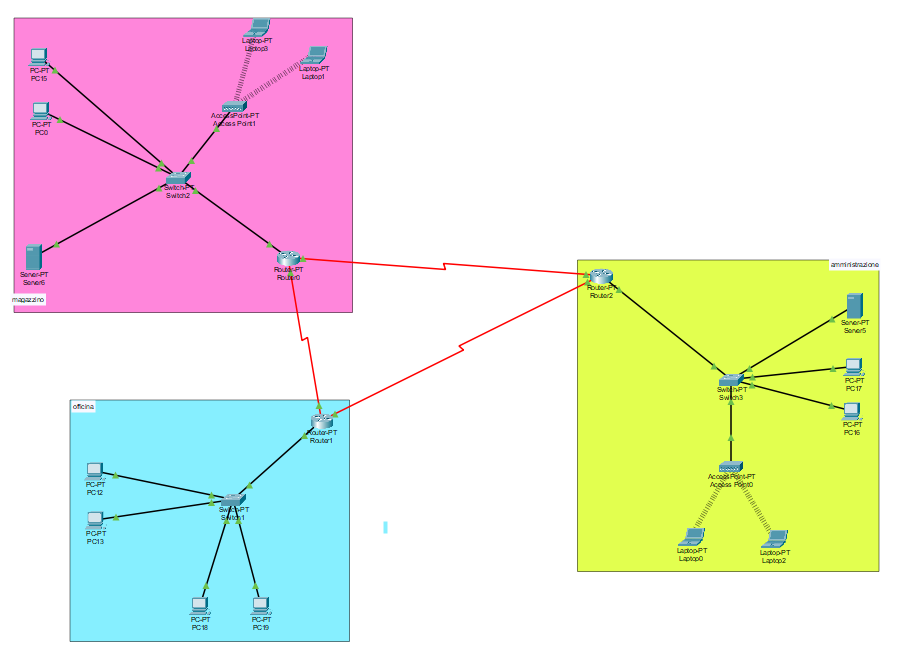 Laptop-PT
Laptop3
Laptop-PT
Laptop1
PC-PT
PC15
PC-PT
PC0
AccessPoint-PT
Access Point1
Switch-PT
Switch2
Server-PT
Server6
Router-PT
Router0
magazzino
amministrazione
Router-PT
Router2
Server-PT
Server5
PC-PT
PC17
Switch-PT
Switch3
PC-PT
PC16
AccessPoint-PT
Access Point0
Laptop-PT
Laptop0
Laptop-PT
Laptop2
officina
Router-PT
Router1
PC-PT
PC12
PC-PT
PC13
Switch-PT
Switch1
PC-PT
PC18
PC-PT
PC19